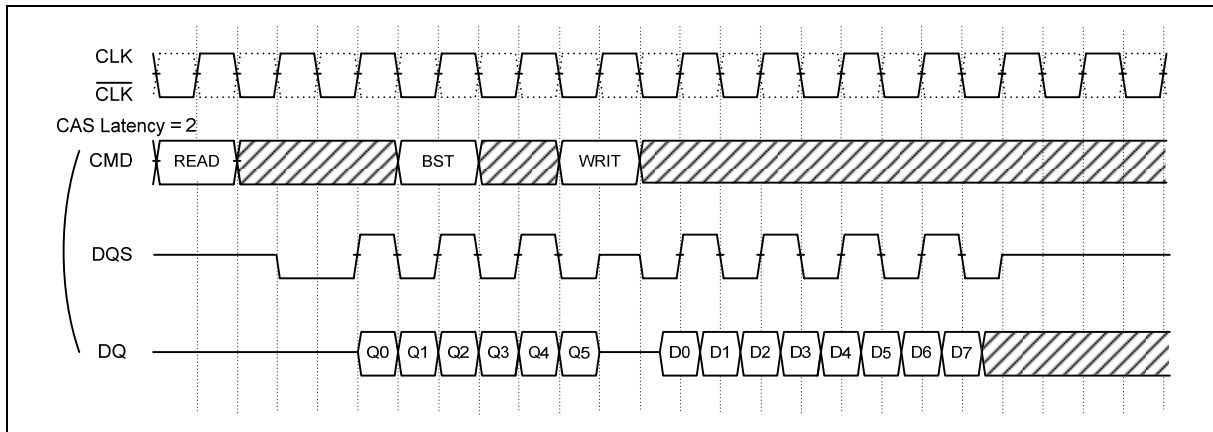 CLK
CLK
CAS Latency = 2
CMD READ BST WRIT
DQS
DQ Q0 Q1 Q2 Q3 Q4 Q5 D0 D1 D2 D3 D4 D5 D6 D7